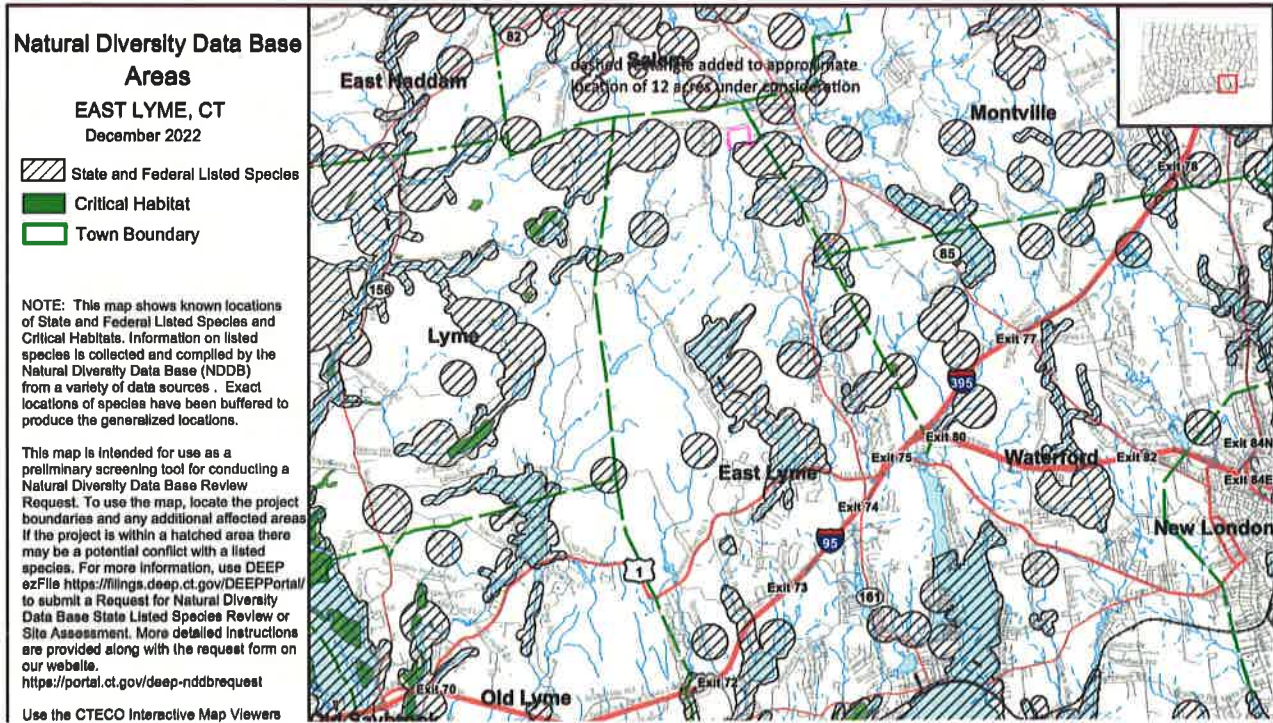 Natural Diversity Data Base
Areas
EAST LYME, CT
December 2022
State and Federal Listed Species
Critical Habitat
Town Boundary
NOTE: This map shows known locations
of State and Federal Listed Species and
Critical Habitats. Information on listed
species is collected and compiled by the
Natural Diversity Data Base (NDDB)
from a variety of data sources . Exact
locations of species have been buffered to
produce the generalized locations.
This map is intended for use as a
preliminary screening tool for conducting a
Natural Diversity Data Base Review
Request. To use the map, locate the project
boundaries and any additional affected areas
If the project is within a hatched area there
may be a potential conflict with a listed
species. For more information, use DEEP
ezFile https://filings.deep.ct.gov/DEEPPortal/
to submit a Request for Natural Diversity
Data Base State Listed Species Review or
Site Assessment. More detailed instructions
are provided along with the request form on
our website.
https://portal.ct.gov/deep-nddbrequest
Use the CTECO Interactive Map Viewers
82
East Haddam
Salem
dashed rectangle added to approximate
location of 12 acres under consideration
Montville
Exit 78
85
156
Lyme
Exit 77
395
Exit 80
Exit 75
Waterford
Exit 82
Exit 84N
Exit 84E
East Lyme
Exit 74
New London
95
1
Exit 73
161
Exit 72
Exit 70
Old Lyme
Old Saybrook